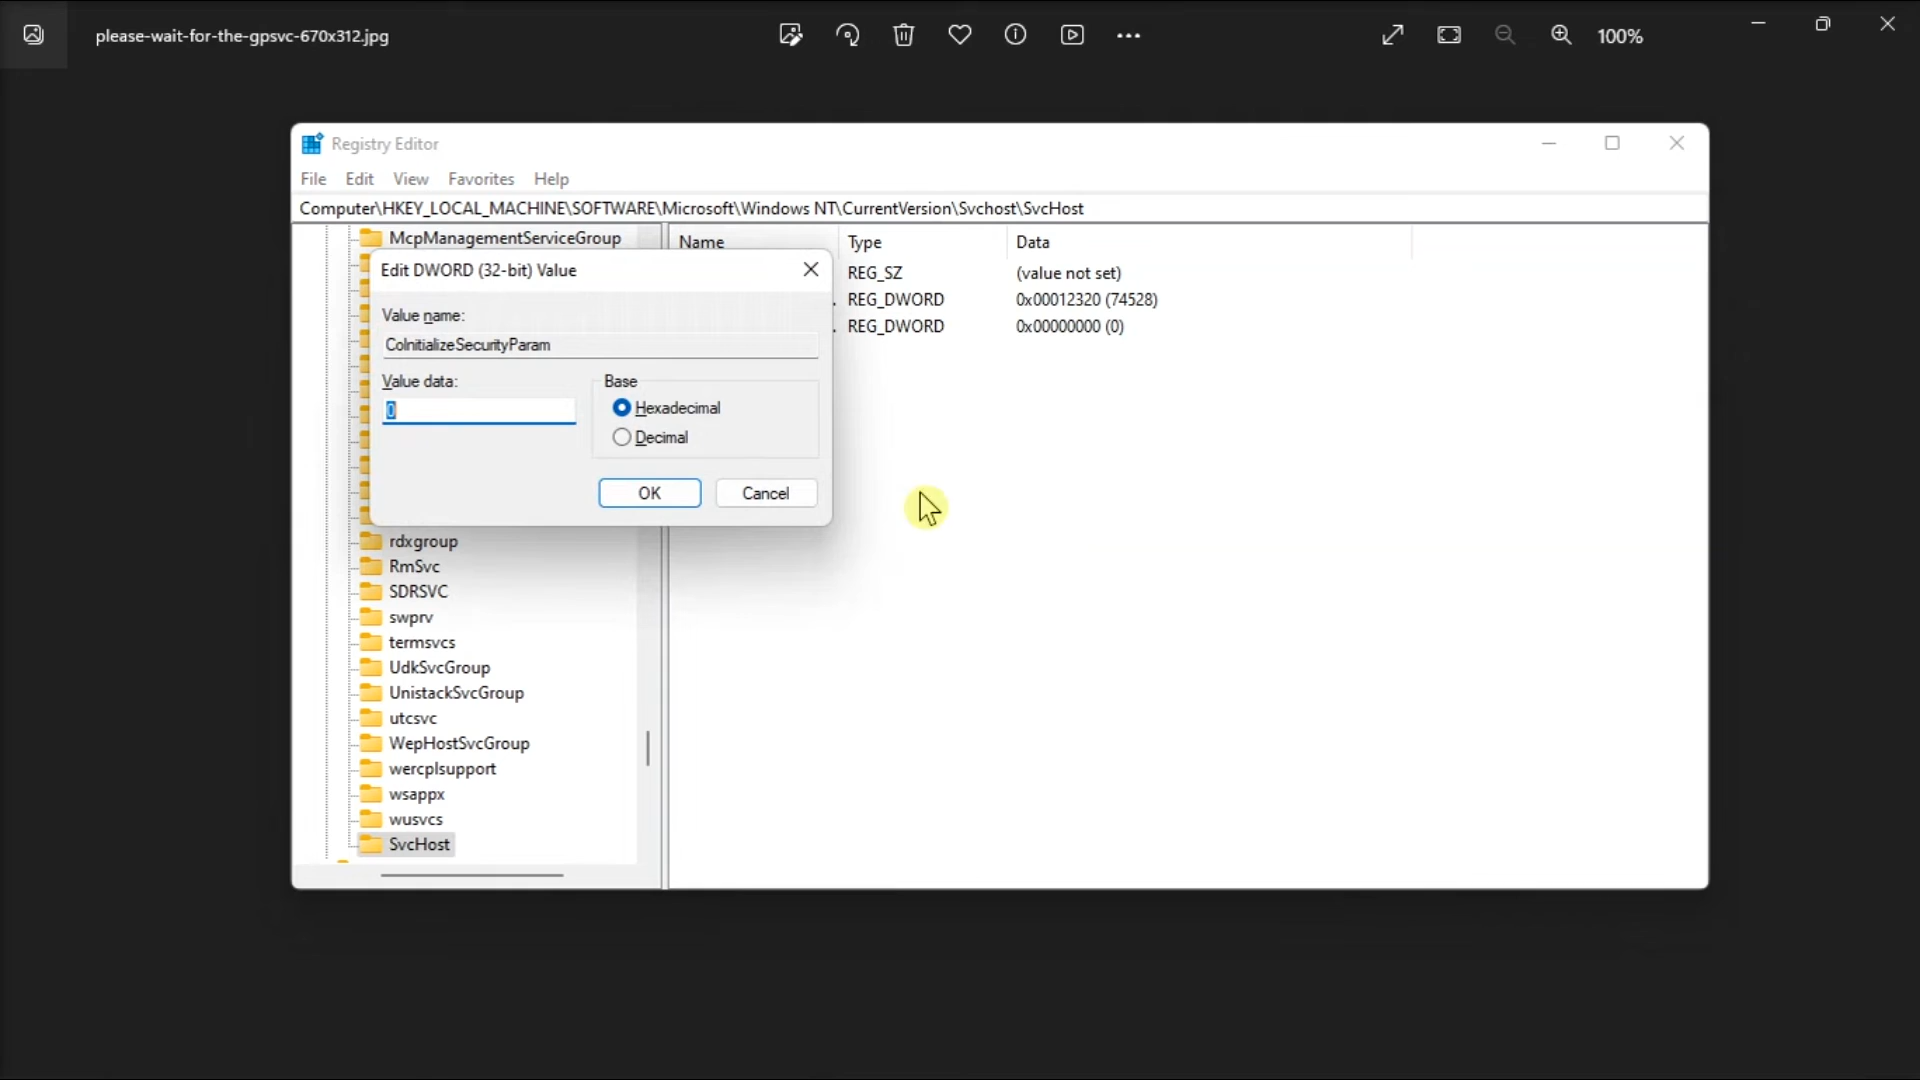 please-wait-for-the-gpsvc-670x312.jpg
100%
Registry Editor
File Edit View Favorites Help
Computer\HKEY_LOCAL_MACHINE\SOFTWARE\Microsoft\Windows NT\CurrentVersion\Svchost\SvcHost
McpManagementServiceGroup
Name Type Data
REG_SZ (value not set)
. REG_DWORD 0x00012320 (74528)
. REG_DWORD 0x00000000 (0)
Edit DWORD (32-bit) Value
Value name:
CoInitializeSecurityParam
Value data:
0
Base
Hexadecimal
Decimal
OK Cancel
rdxgroup
RmSvc
SDRSVC
swprv
termsvcs
UdkSvcGroup
UnistackSvcGroup
utcsvc
WepHostSvcGroup
wercplsupport
wsappx
wusvcs
SvcHost